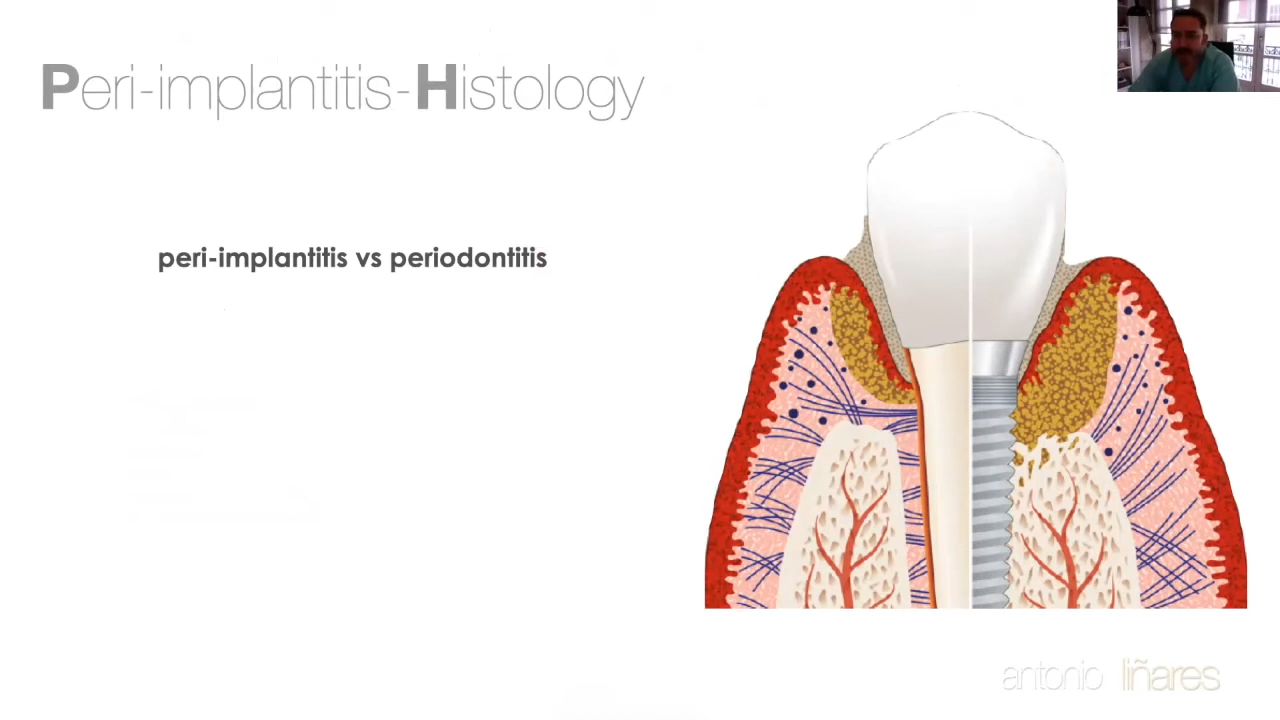 Peri-implantitis-Histology
peri-implantitis vs periodontitis
antonio liñares